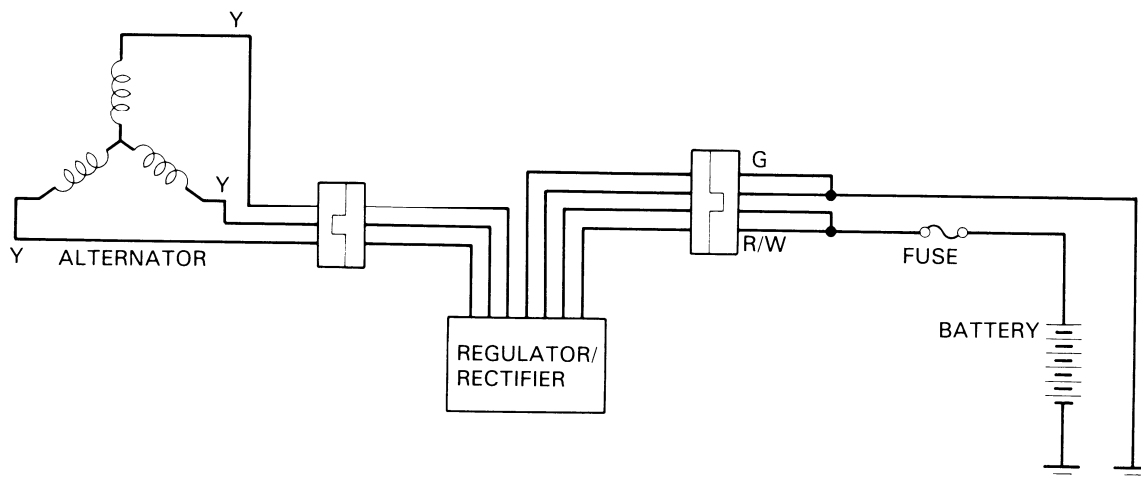 Y
G
Y
R/W
Y
ALTERNATOR
FUSE
BATTERY
REGULATOR/
RECTIFIER